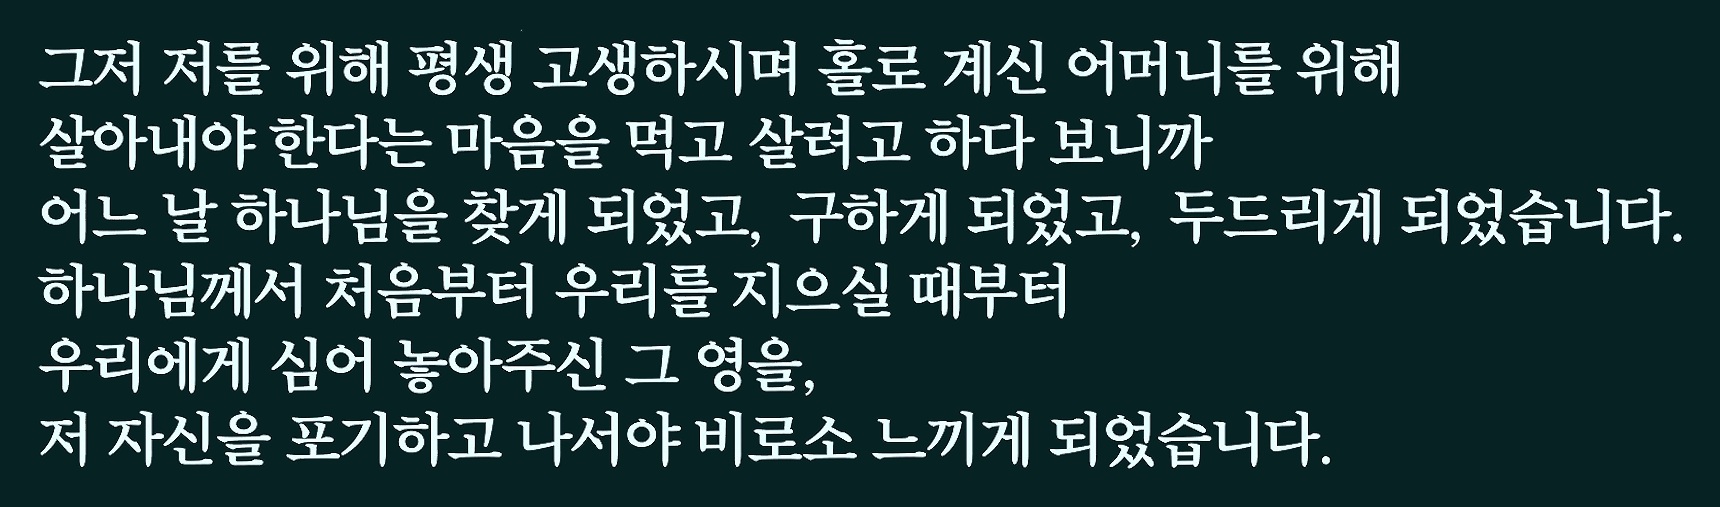 그저 저를 위해 평생 고생하시며 홀로 계신 어머니를 위해
살아내야 한다는 마음을 먹고 살려고 하다 보니까
어느 날 하나님을 찾게 되었고, 구하게 되었고, 두드리게 되었습니다.
하나님께서 처음부터 우리를 지으실 때부터
우리에게 심어 놓아주신 그 영을,
저 자신을 포기하고 나서야 비로소 느끼게 되었습니다.